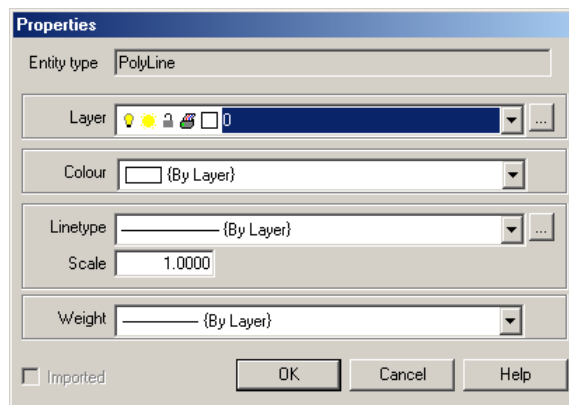 Properties
Entity type PolyLine
Layer 0 ...
Colour {By Layer}
Linetype {By Layer} ...
Scale 1.0000
Weight {By Layer}
Imported OK Cancel Help